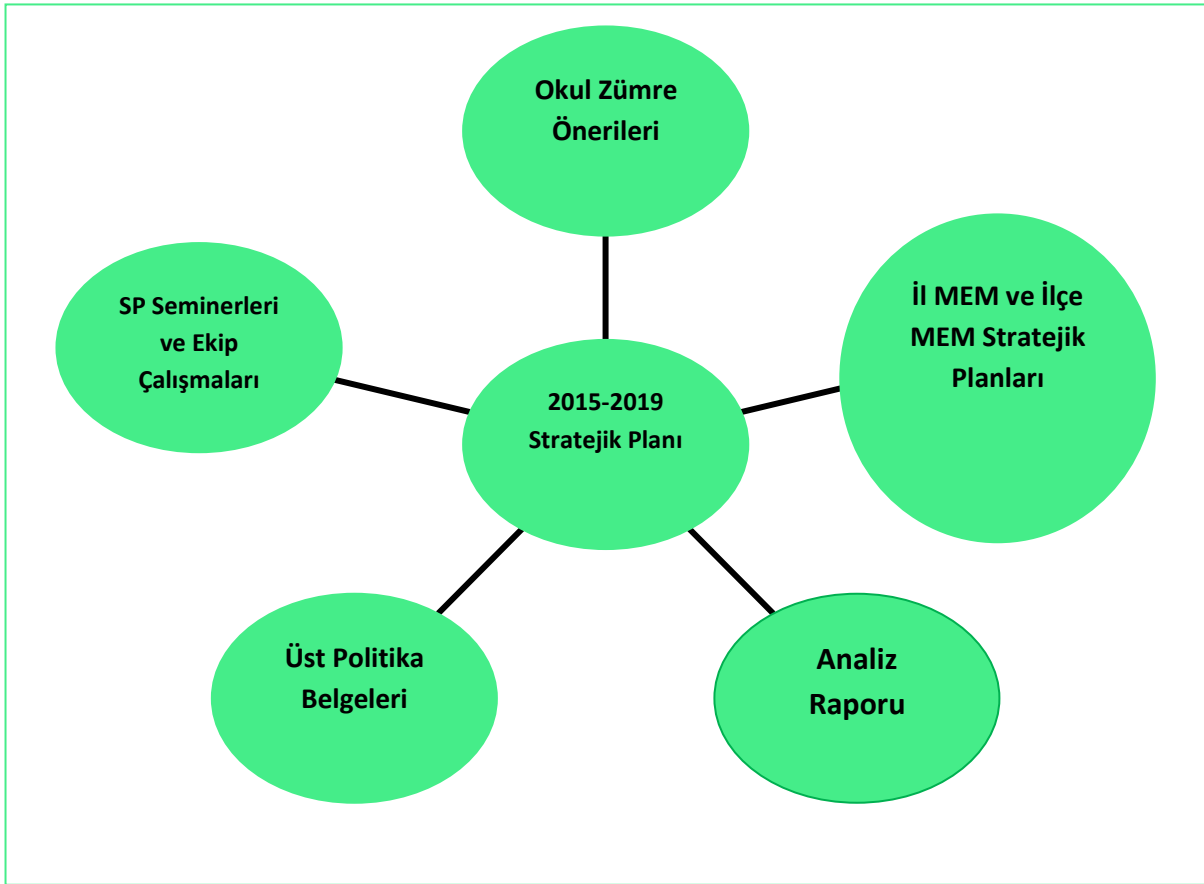 Okul Zümre
Önerileri
SP Seminerleri
ve Ekip
Çalışmaları
İl MEM ve İlçe
MEM Stratejik
Planları
2015-2019
Stratejik Planı
Üst Politika
Belgeleri
Analiz
Raporu